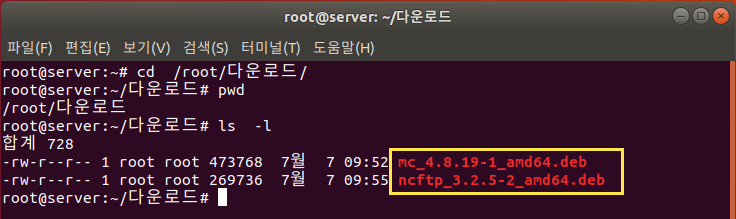 root@server: ~/다운로드
파일(F) 편집(E) 보기(V) 검색(S) 터미널(T) 도움말(H)
root@server:~# cd  /root/다운로드/
root@server:~/다운로드# pwd
/root/다운로드
root@server:~/다운로드# ls  -l
합계 728
-rw-r--r-- 1 root root 473768  7월  7 09:52 mc_4.8.19-1_amd64.deb
-rw-r--r-- 1 root root 269736  7월  7 09:55 ncftp_3.2.5-2_amd64.deb
root@server:~/다운로드#